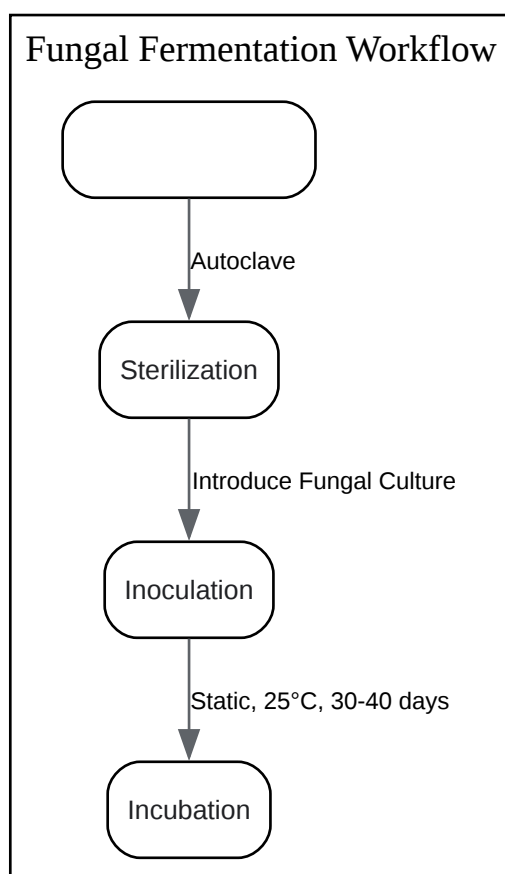 Fungal Fermentation Workflow
Autoclave
Sterilization
Introduce Fungal Culture
Inoculation
Static, 25°C, 30-40 days
Incubation